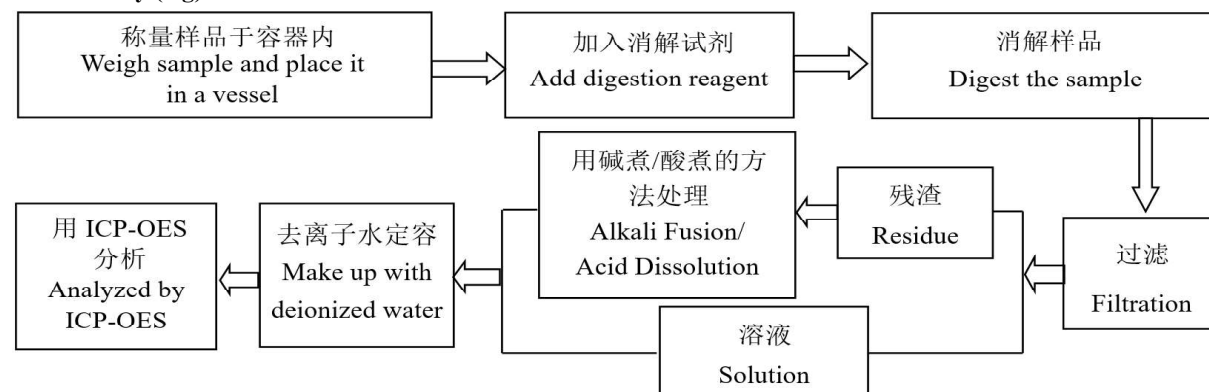 称量样品于容器内
Weigh sample and place it
in a vessel
加入消解试剂
Add digestion reagent
消解样品
Digest the sample
过滤
Filtration
残渣
Residue
用碱煮/酸煮的方
法处理
Alkali Fusion/
Acid Dissolution
溶液
Solution
去离子水定容
Make up with
deionized water
用 ICP-OES
分析
Analyzed by
ICP-OES